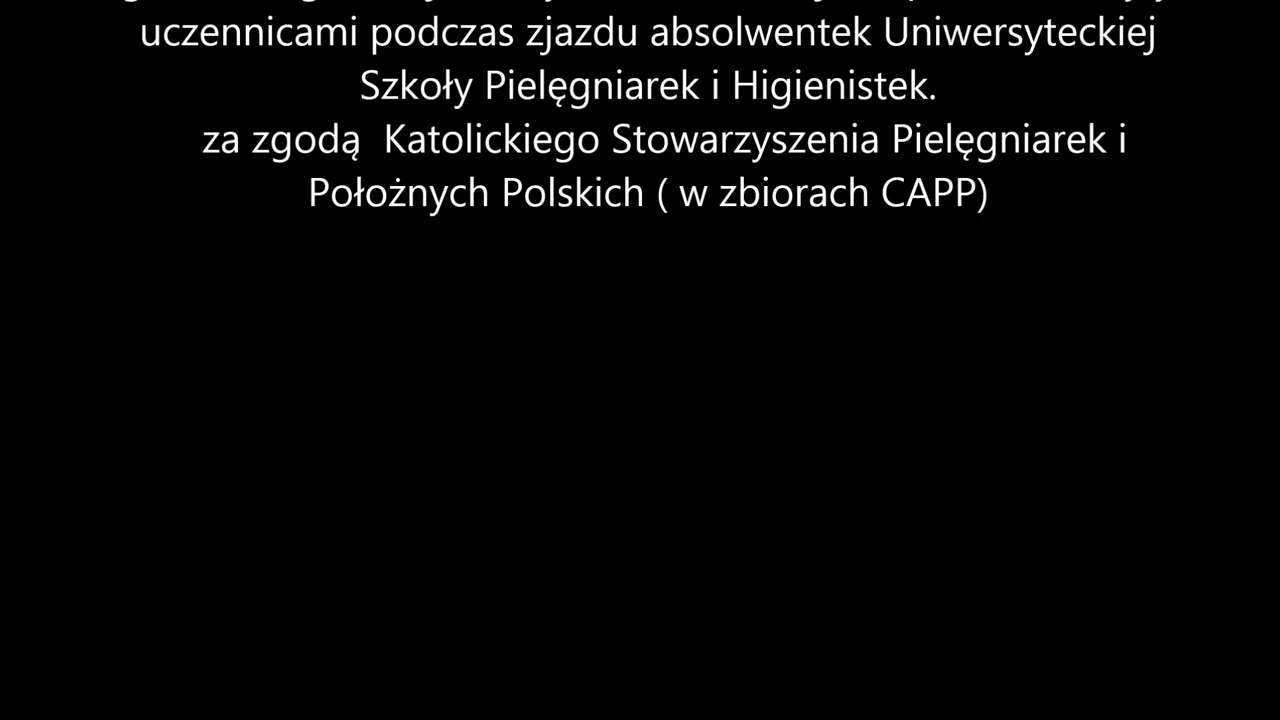 uczennicami podczas zjazdu absolwentek Uniwersyteckiej
Szkoły Pielęgniarek i Higienistek.
za zgodą Katolickiego Stowarzyszenia Pielęgniarek i
Położnych Polskich ( w zbiorach CAPP)